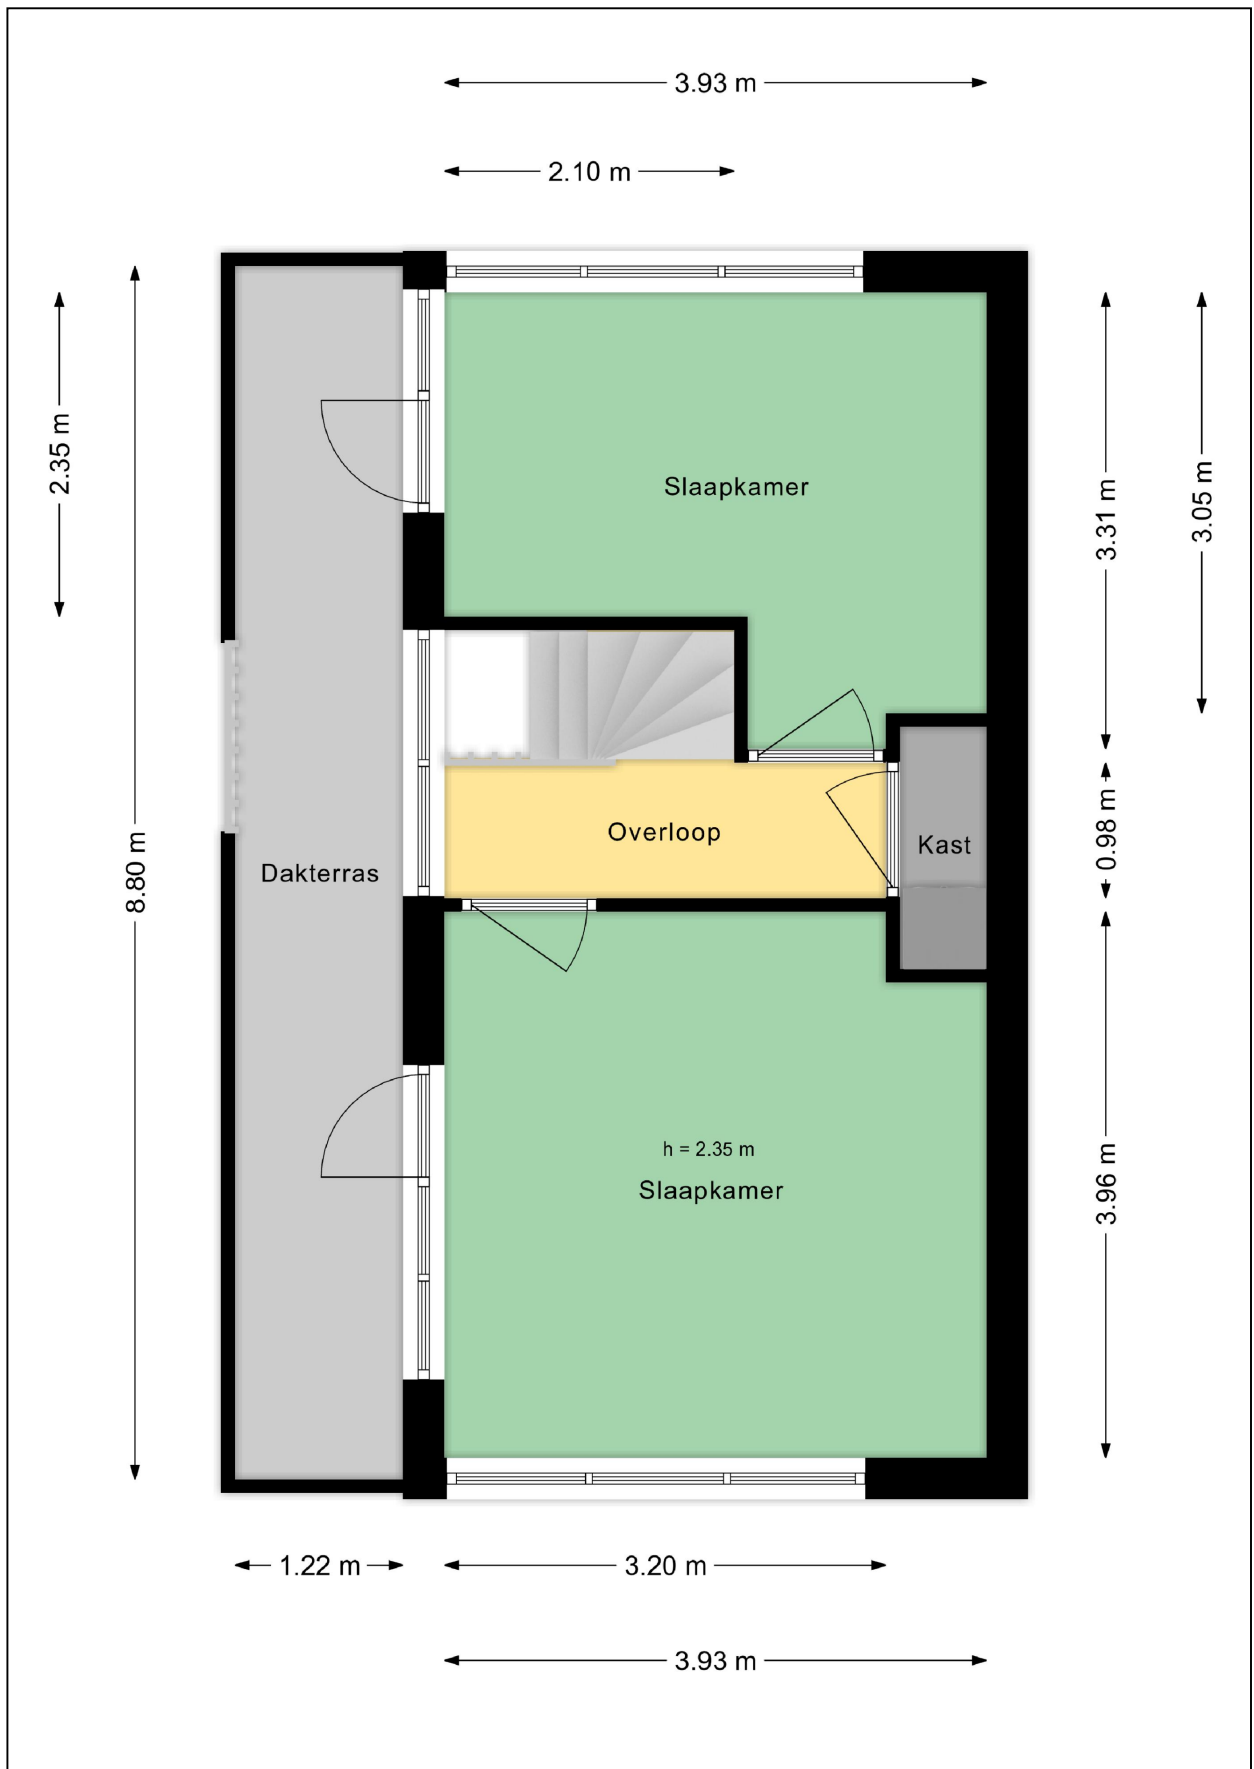 3.93 m
2.10 m
2.35 m
8.80 m
Slaapkamer
3.31 m
3.05 m
Overloop
Kast
0.98 m
Dakterras
h = 2.35 m
Slaapkamer
3.96 m
1.22 m
3.20 m
3.93 m